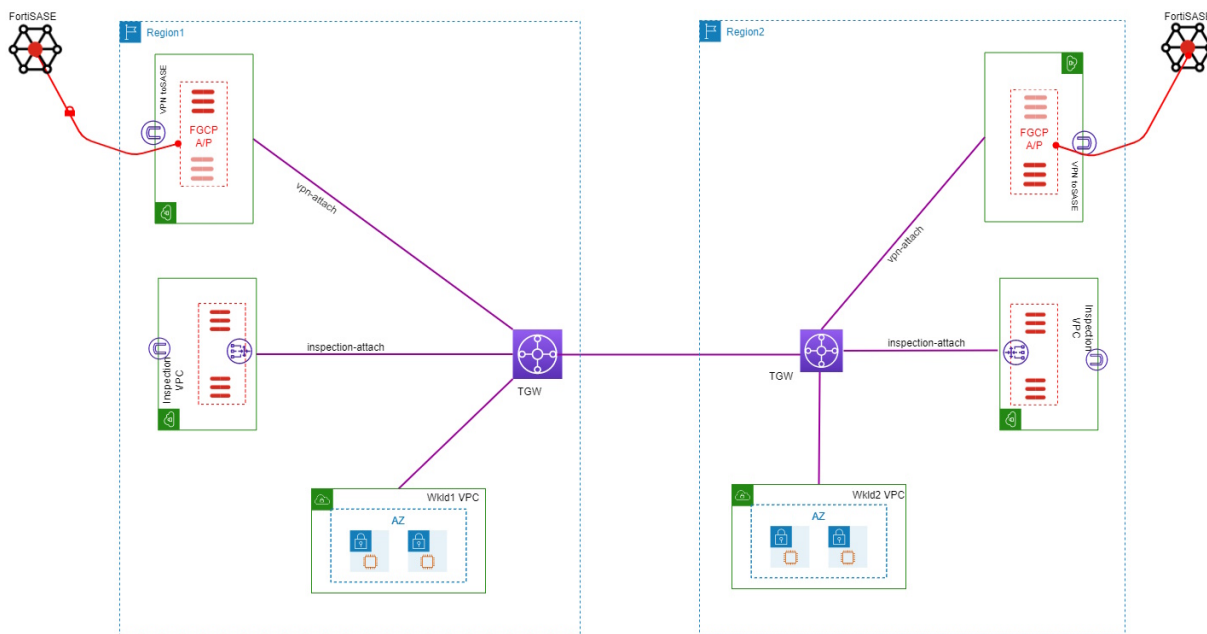 FortiSASE
FortiSASE
Region1
Region2
VPN toSASE
FGCP
A/P
FGCP
A/P
VPN toSASE
vpn-attach
vpn-attach
Inspection
VPC
inspection-attach
inspection-attach
Inspection
VPC
TGW
TGW
Wkld1 VPC
AZ
Wkld2 VPC
AZ